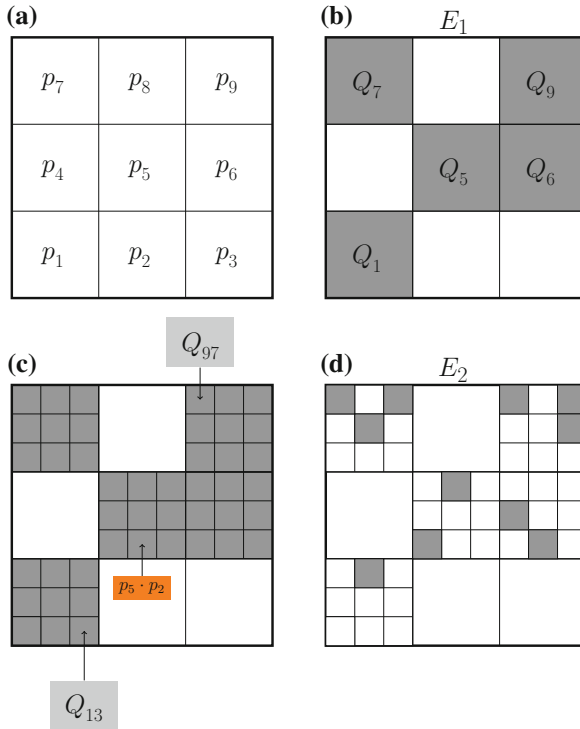 (a)
p₇ p₈ p₉
p₄ p₅ p₆
p₁ p₂ p₃
(b) E₁
Q₇ Q₉
Q₅ Q₆
Q₁
(c) Q₉₇
p₅ · p₂
Q₁₃
(d) E₂